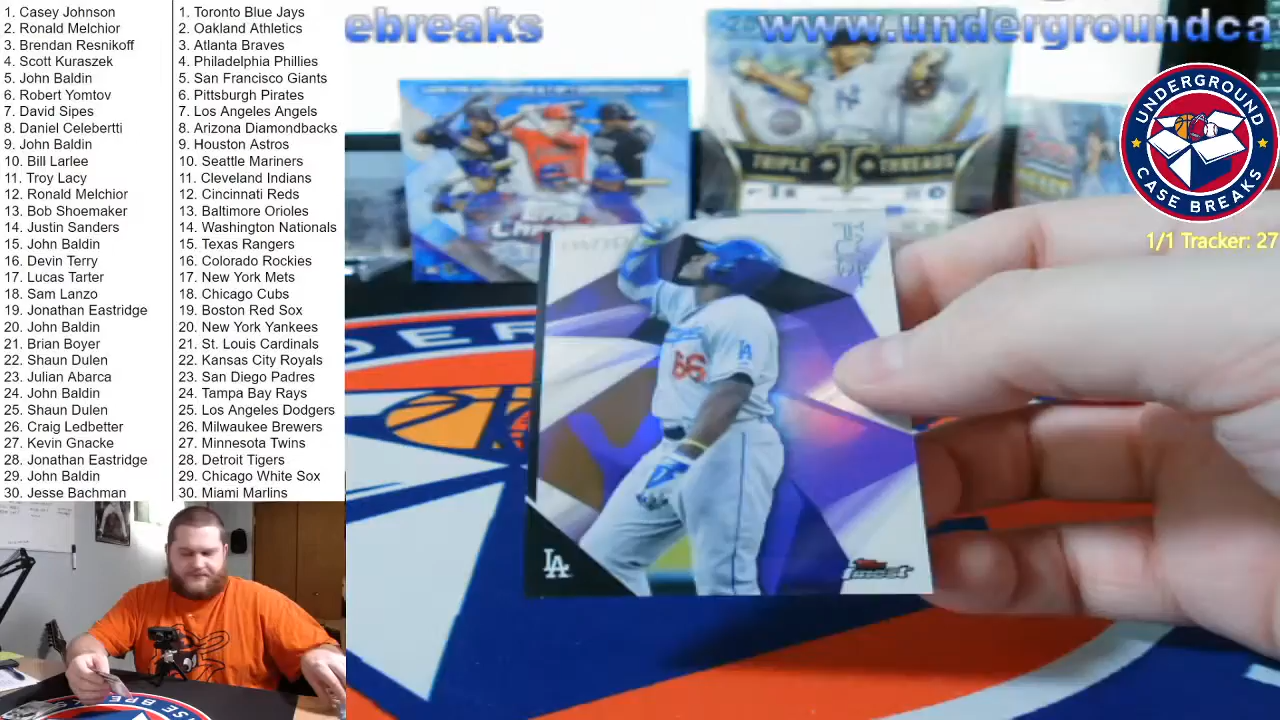 1. Casey Johnson
2. Ronald Melchior
3. Brendan Resnikoff
4. Scott Kuraszek
5. John Baldin
6. Robert Yomtov
7. David Sipes
8. Daniel Celebertti
9. John Baldin
10. Bill Larlee
11. Troy Lacy
12. Ronald Melchior
13. Bob Shoemaker
14. Justin Sanders
15. John Baldin
16. Devin Terry
17. Lucas Tarter
18. Sam Lanzo
19. Jonathan Eastridge
20. John Baldin
21. Brian Boyer
22. Shaun Dulen
23. Julian Abarca
24. John Baldin
25. Shaun Dulen
26. Craig Ledbetter
27. Kevin Gnacke
28. Jonathan Eastridge
29. John Baldin
30. Jesse Bachman
1. Toronto Blue Jays
2. Oakland Athletics
3. Atlanta Braves
4. Philadelphia Phillies
5. San Francisco Giants
6. Pittsburgh Pirates
7. Los Angeles Angels
8. Arizona Diamondbacks
9. Houston Astros
10. Seattle Mariners
11. Cleveland Indians
12. Cincinnati Reds
13. Baltimore Orioles
14. Washington Nationals
15. Texas Rangers
16. Colorado Rockies
17. New York Mets
18. Chicago Cubs
19. Boston Red Sox
20. New York Yankees
21. St. Louis Cardinals
22. Kansas City Royals
23. San Diego Padres
24. Tampa Bay Rays
25. Los Angeles Dodgers
26. Milwaukee Brewers
27. Minnesota Twins
28. Detroit Tigers
29. Chicago White Sox
30. Miami Marlins
ebreaks
www.undergroundca
UNDERGROUND
CASE BREAKS
1/1 Tracker: 27
TRIPLE THREADS
66
LA
LA
Topps
finest
DER
SE BRE